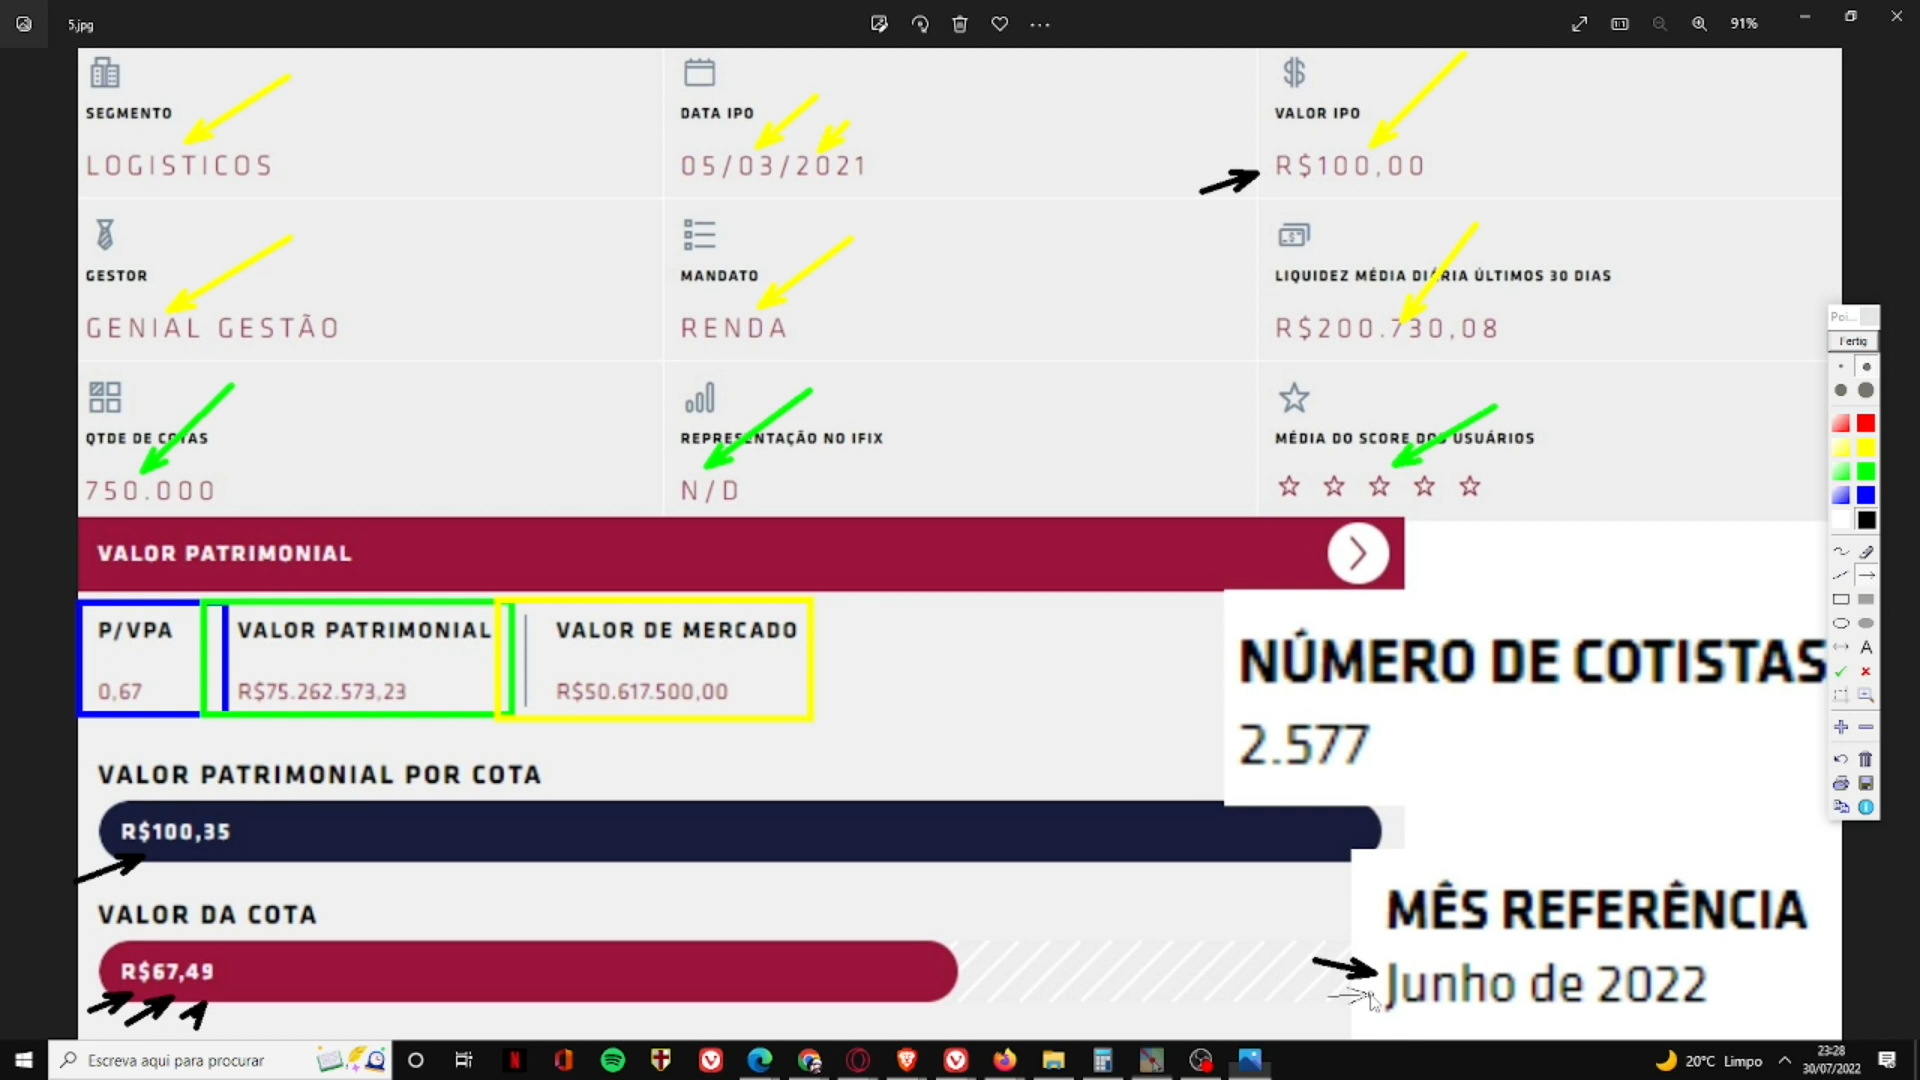 5.jpg
91%
SEGMENTO
LOGISTICOS
DATA IPO
05/03/2021
VALOR IPO
R$100,00
GESTOR
GENIAL GESTÃO
MANDATO
RENDA
LIQUIDEZ MÉDIA DIÁRIA ÚLTIMOS 30 DIAS
R$200.730,08
QTDE DE COTAS
750.000
REPRESENTAÇÃO NO IFIX
N/D
MÉDIA DO SCORE DOS USUÁRIOS
Poi...
Fertig
A
VALOR PATRIMONIAL
P/VPA
0,67
VALOR PATRIMONIAL
R$75.262.573,23
VALOR DE MERCADO
R$50.617.500,00
NÚMERO DE COTISTAS
2.577
VALOR PATRIMONIAL POR COTA
R$100,35
VALOR DA COTA
R$67,49
MÊS REFERÊNCIA
Junho de 2022
Escreva aqui para procurar
20°C Limpo
23:28
30/07/2022